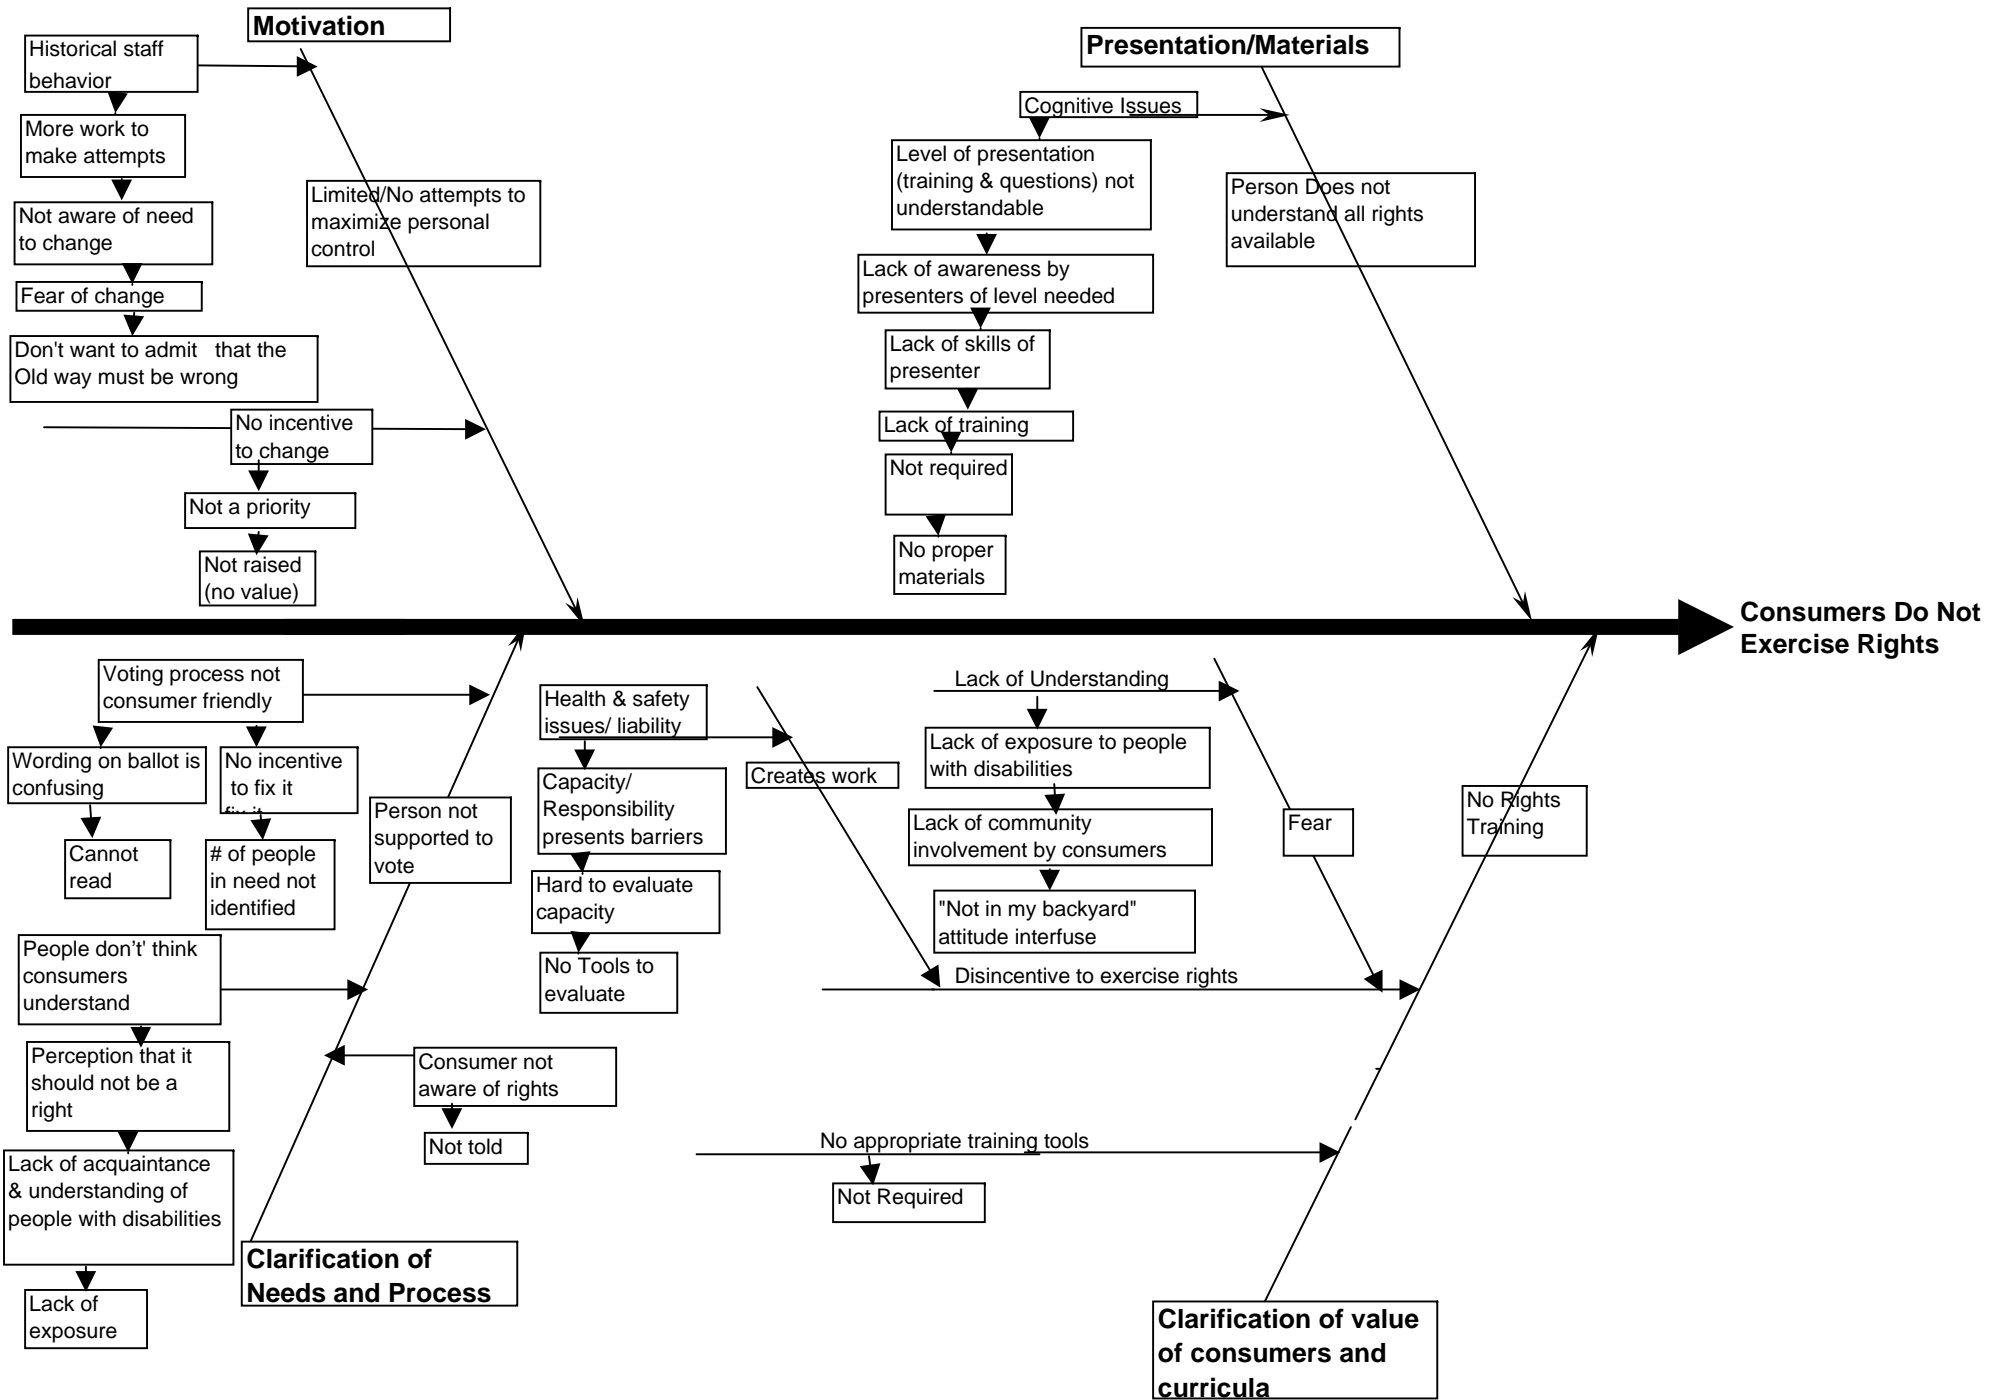 Motivation
Historical staff
behavior
More work to
make attempts
Not aware of need
to change
Fear of change
Don't want to admit   that the
Old way must be wrong
Limited/No attempts to
maximize personal
control
No incentive
to change
Not a priority
Not raised
(no value)
Presentation/Materials
Cognitive Issues
Level of presentation
(training & questions) not
understandable
Lack of awareness by
presenters of level needed
Lack of skills of
presenter
Lack of training
Not required
No proper
materials
Person Does not
understand all rights
available
Consumers Do Not
Exercise Rights
Voting process not
consumer friendly
Wording on ballot is
confusing
Cannot
read
No incentive
to fix it
fix it
# of people
in need not
identified
Person not
supported to
vote
People don’t' think
consumers
understand
Perception that it
should not be a
right
Lack of acquaintance
& understanding of
people with disabilities
Lack of
exposure
Consumer not
aware of rights
Not told
Clarification of
Needs and Process
Health & safety
issues/ liability
Capacity/
Responsibility
presents barriers
Hard to evaluate
capacity
No Tools to
evaluate
Creates work
Lack of Understanding
Lack of exposure to people
with disabilities
Lack of community
involvement by consumers
"Not in my backyard"
attitude interfuse
Fear
Disincentive to exercise rights
No Rights
Training
No appropriate training tools
Not Required
Clarification of value
of consumers and
curricula